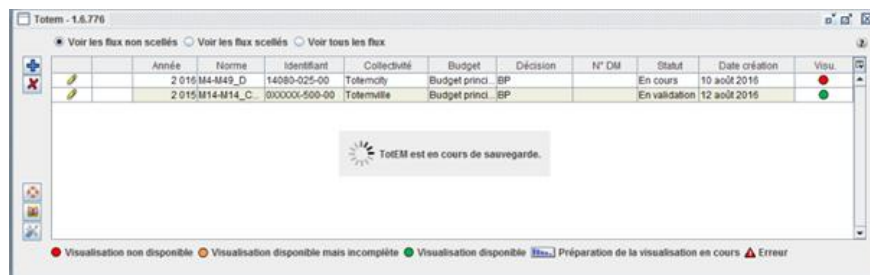 Totem - 1.6.776
Voir les flux non scellés Voir les flux scellés Voir tous les flux
Année Norme Identifiant Collectivité Budget Décision N° DM Statut Date création Visu.
2 016 M4-M49_D 14080-025-00 Totemcity Budget princi... BP En cours 10 août 2016
2 015 M14-M14_C... 0XXXXX-500-00 Totemville Budget princi... BP En validation 12 août 2016
TotEM est en cours de sauvegarde.
Visualisation non disponible Visualisation disponible mais incomplète Visualisation disponible Préparation de la visualisation en cours Erreur